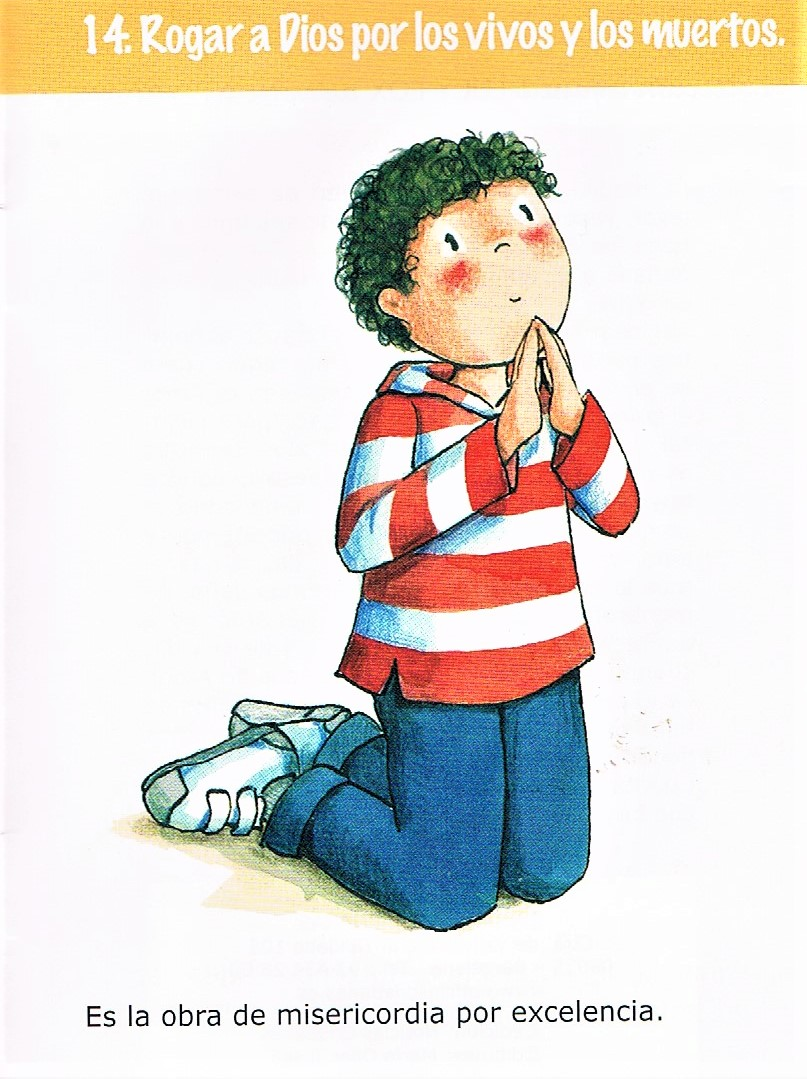 14. Rogar a Dios por los vivos y los muertos.
Es la obra de misericordia por excelencia.